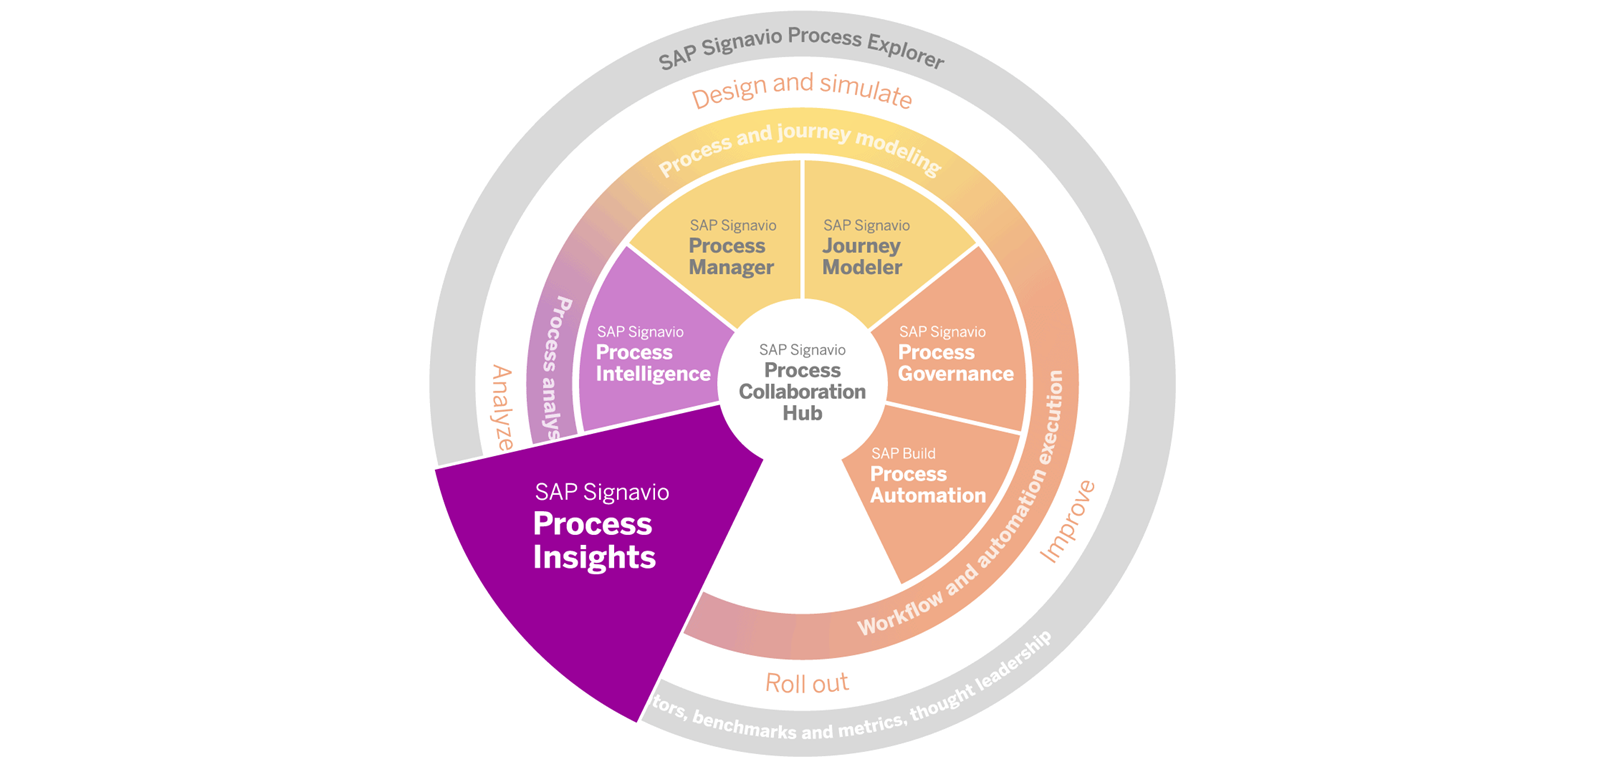 SAP Signavio Process Explorer
Design and simulate
Process and journey modeling
SAP Signavio
Process
Manager
SAP Signavio
Journey
Modeler
SAP Signavio
Process
Intelligence
SAP Signavio
Process
Governance
SAP Signavio
Process
Collaboration
Hub
Process analys
Analyze
SAP Build
Process
Automation
SAP Signavio
Process
Insights
Workflow and automation execution
Improve
Roll out
tors, benchmarks and metrics, thought leadership